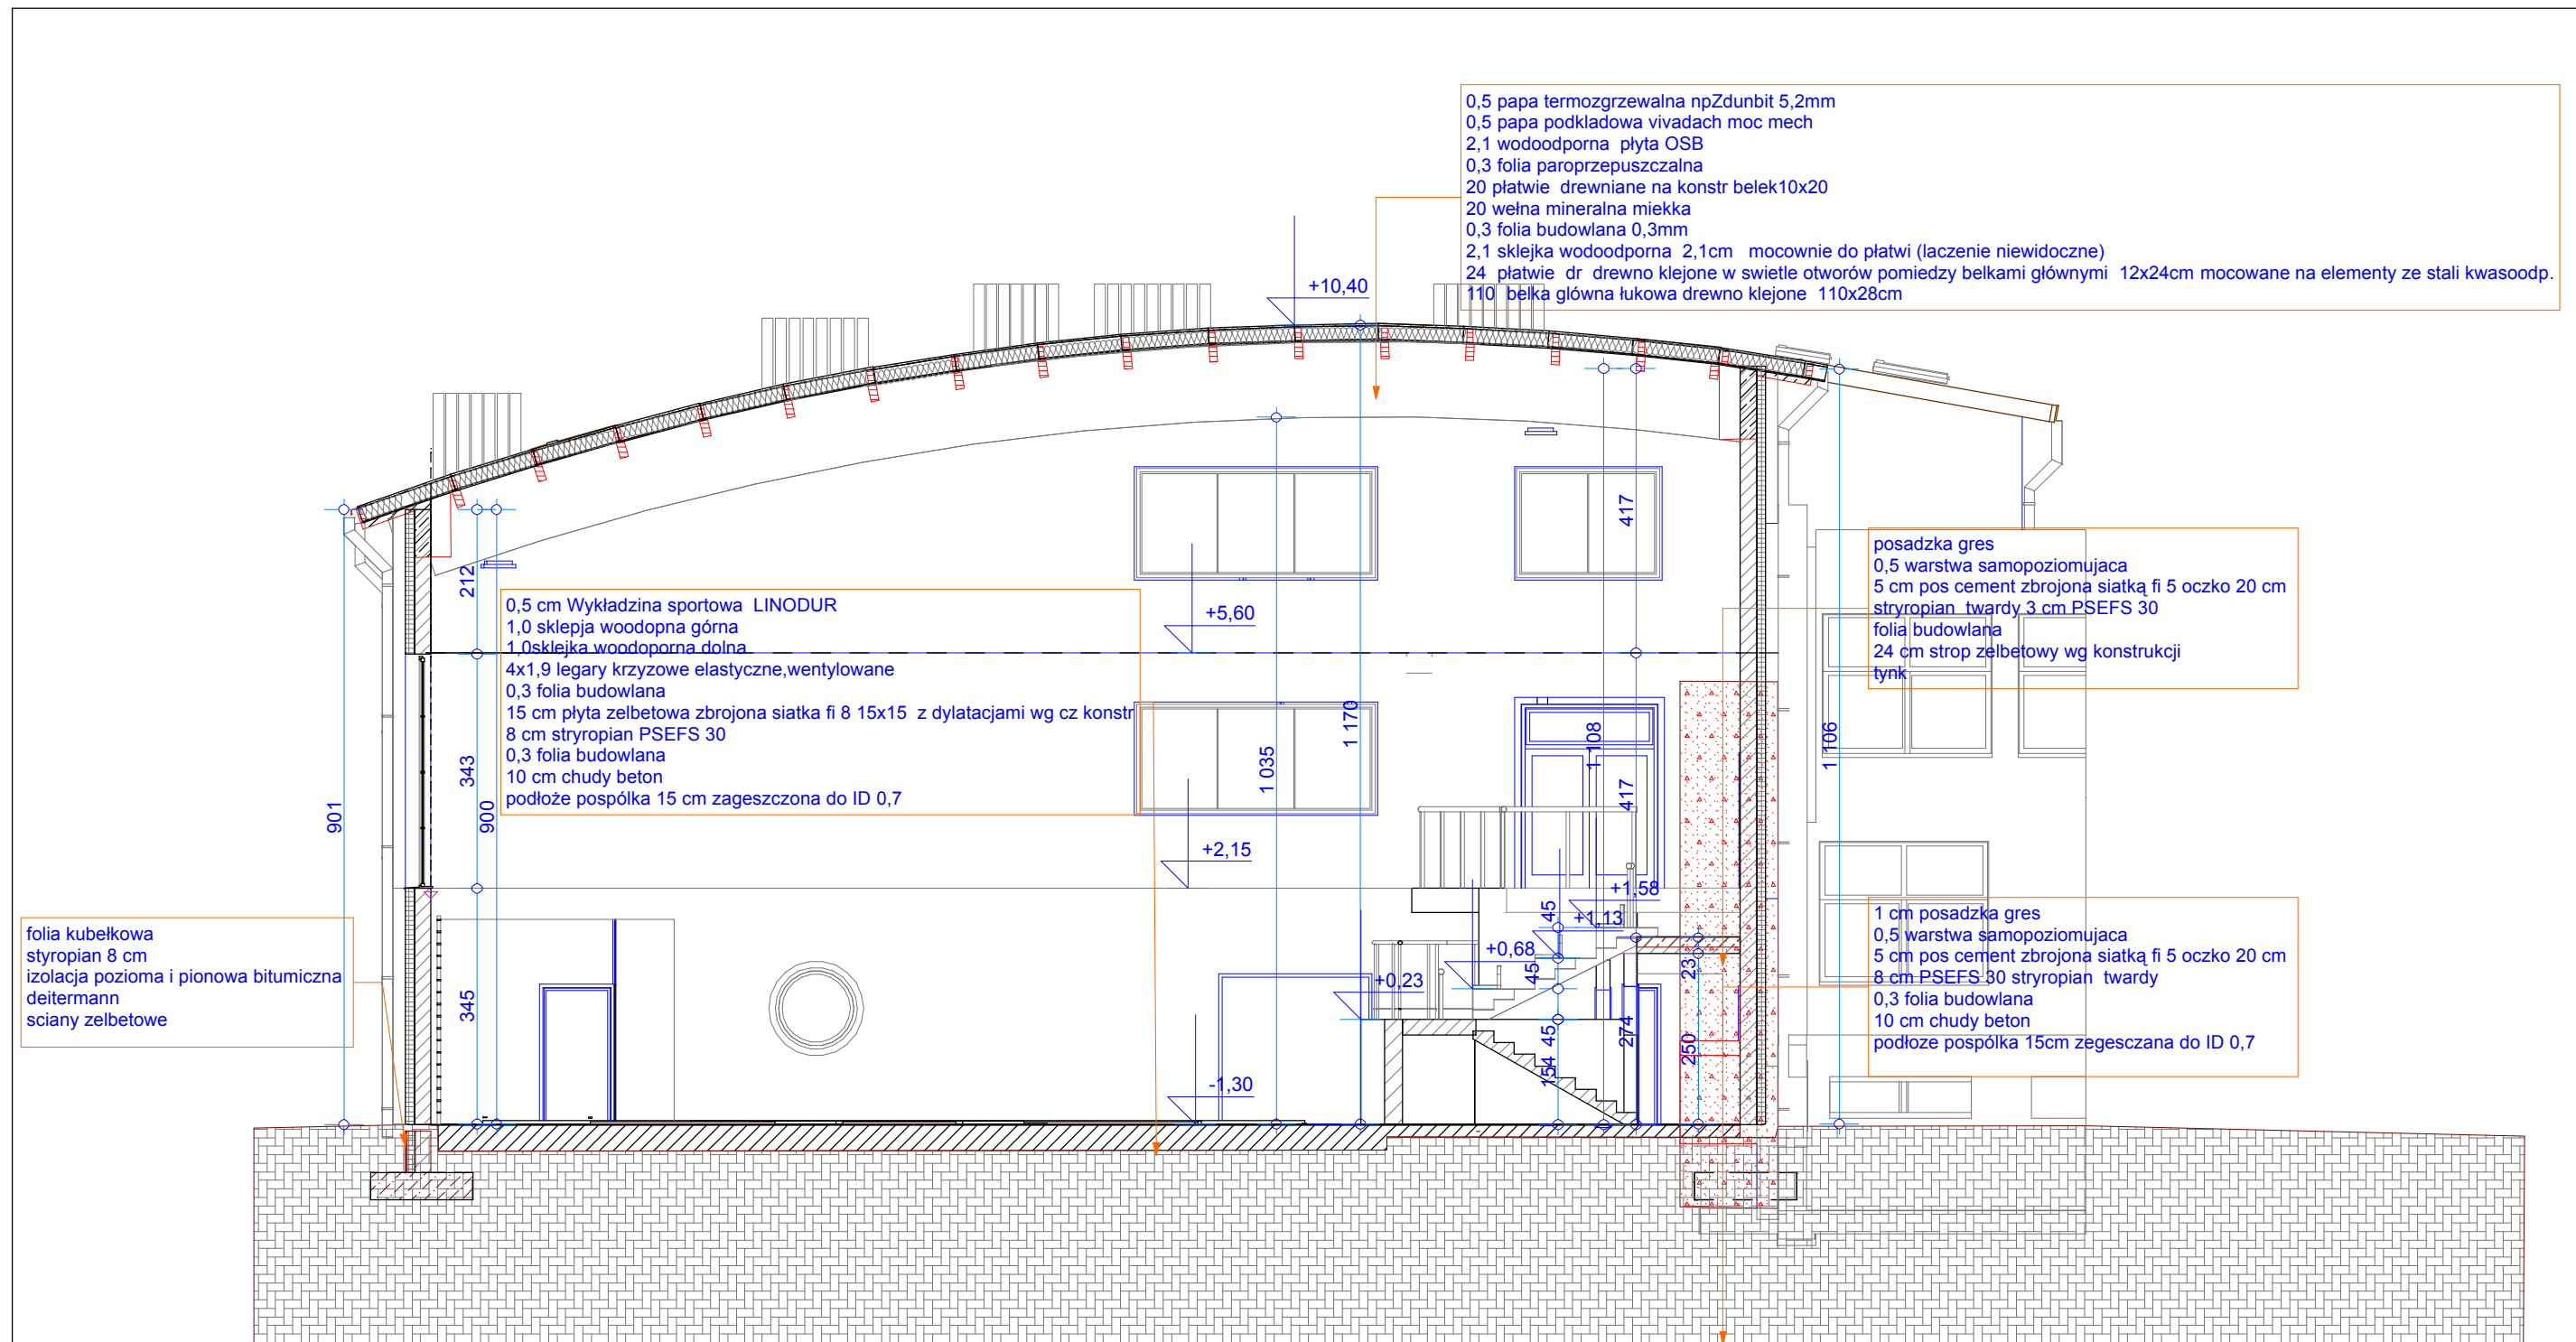 0,5 papa termozgrzewalna npZdunbit 5,2mm
0,5 papa podkladowa vivadach moc mech
2,1 wodoodporna płyta OSB
0,3 folia paroprzepuszczalna
20 płatwie drewniane na konstr belek10x20
20 wełna mineralna miekka
0,3 folia budowlana 0,3mm
2,1 sklejka wodoodporna 2,1cm mocownie do płatwi (laczenie niewidoczne)
24 płatwie dr drewno klejone w swietle otworów pomiedzy belkami głównymi 12x24cm mocowane na elementy ze stali kwasoodp.
110 belka glówna łukowa drewno klejone 110x28cm
+10,40
417
212
posadzka gres
0,5 warstwa samopoziomujaca
5 cm pos cement zbrojona siatką fi 5 oczko 20 cm
stryropian twardy 3 cm PSEFS 30
folia budowlana
24 cm strop zelbetowy wg konstrukcji
tynk
0,5 cm Wykładzina sportowa LINODUR
1,0 sklepja woodopna górna
1,0sklejka woodoporna dolna
4x1,9 legary krzyzowe elastyczne,wentylowane
0,3 folia budowlana
15 cm płyta zelbetowa zbrojona siatka fi 8 15x15 z dylatacjami wg cz konstr
8 cm stryropian PSEFS 30
0,3 folia budowlana
10 cm chudy beton
podłoże pospólka 15 cm zageszczona do ID 0,7
+5,60
901
343
900
1 035
1 170
1 108
417
1 106
+2,15
+1,58
+1,13
+0,68
+0,23
-1,30
45
45
45
154
274
23
250
345
folia kubełkowa
styropian 8 cm
izolacja pozioma i pionowa bitumiczna
deitermann
sciany zelbetowe
1 cm posadzka gres
0,5 warstwa samopoziomujaca
5 cm pos cement zbrojona siatką fi 5 oczko 20 cm
8 cm PSEFS 30 stryropian twardy
0,3 folia budowlana
10 cm chudy beton
podłoze pospólka 15cm zegesczana do ID 0,7